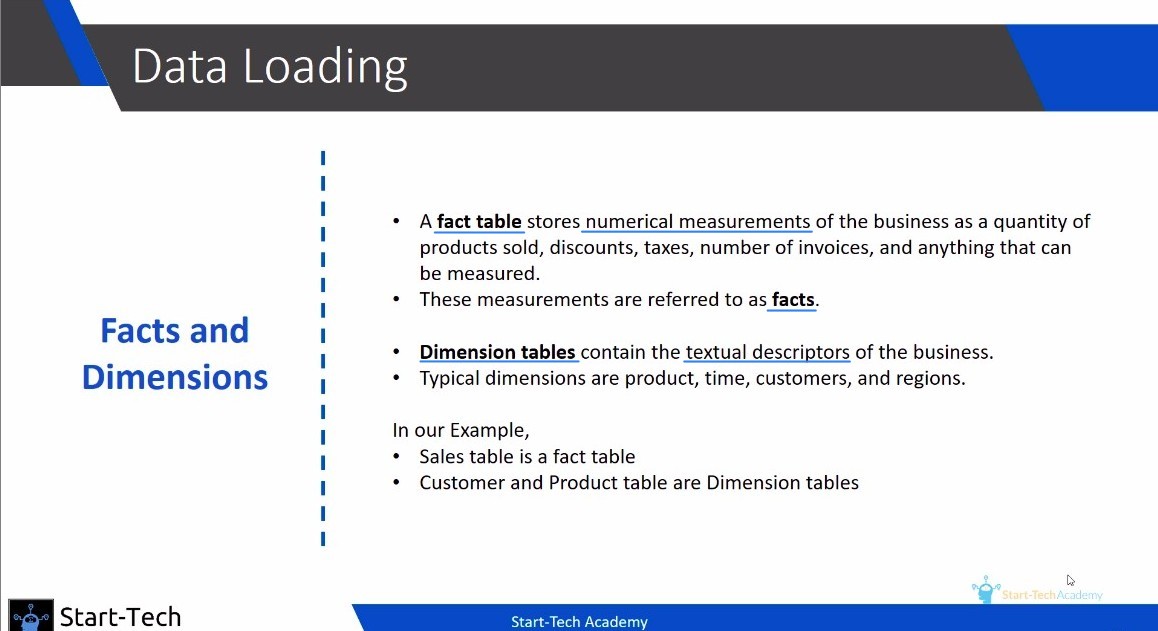 Data Loading
Facts and
Dimensions
• A fact table stores numerical measurements of the business as a quantity of
products sold, discounts, taxes, number of invoices, and anything that can
be measured.
• These measurements are referred to as facts.
• Dimension tables contain the textual descriptors of the business.
• Typical dimensions are product, time, customers, and regions.
In our Example,
• Sales table is a fact table
• Customer and Product table are Dimension tables
Start-TechAcademy
Start-Tech
Start-Tech Academy